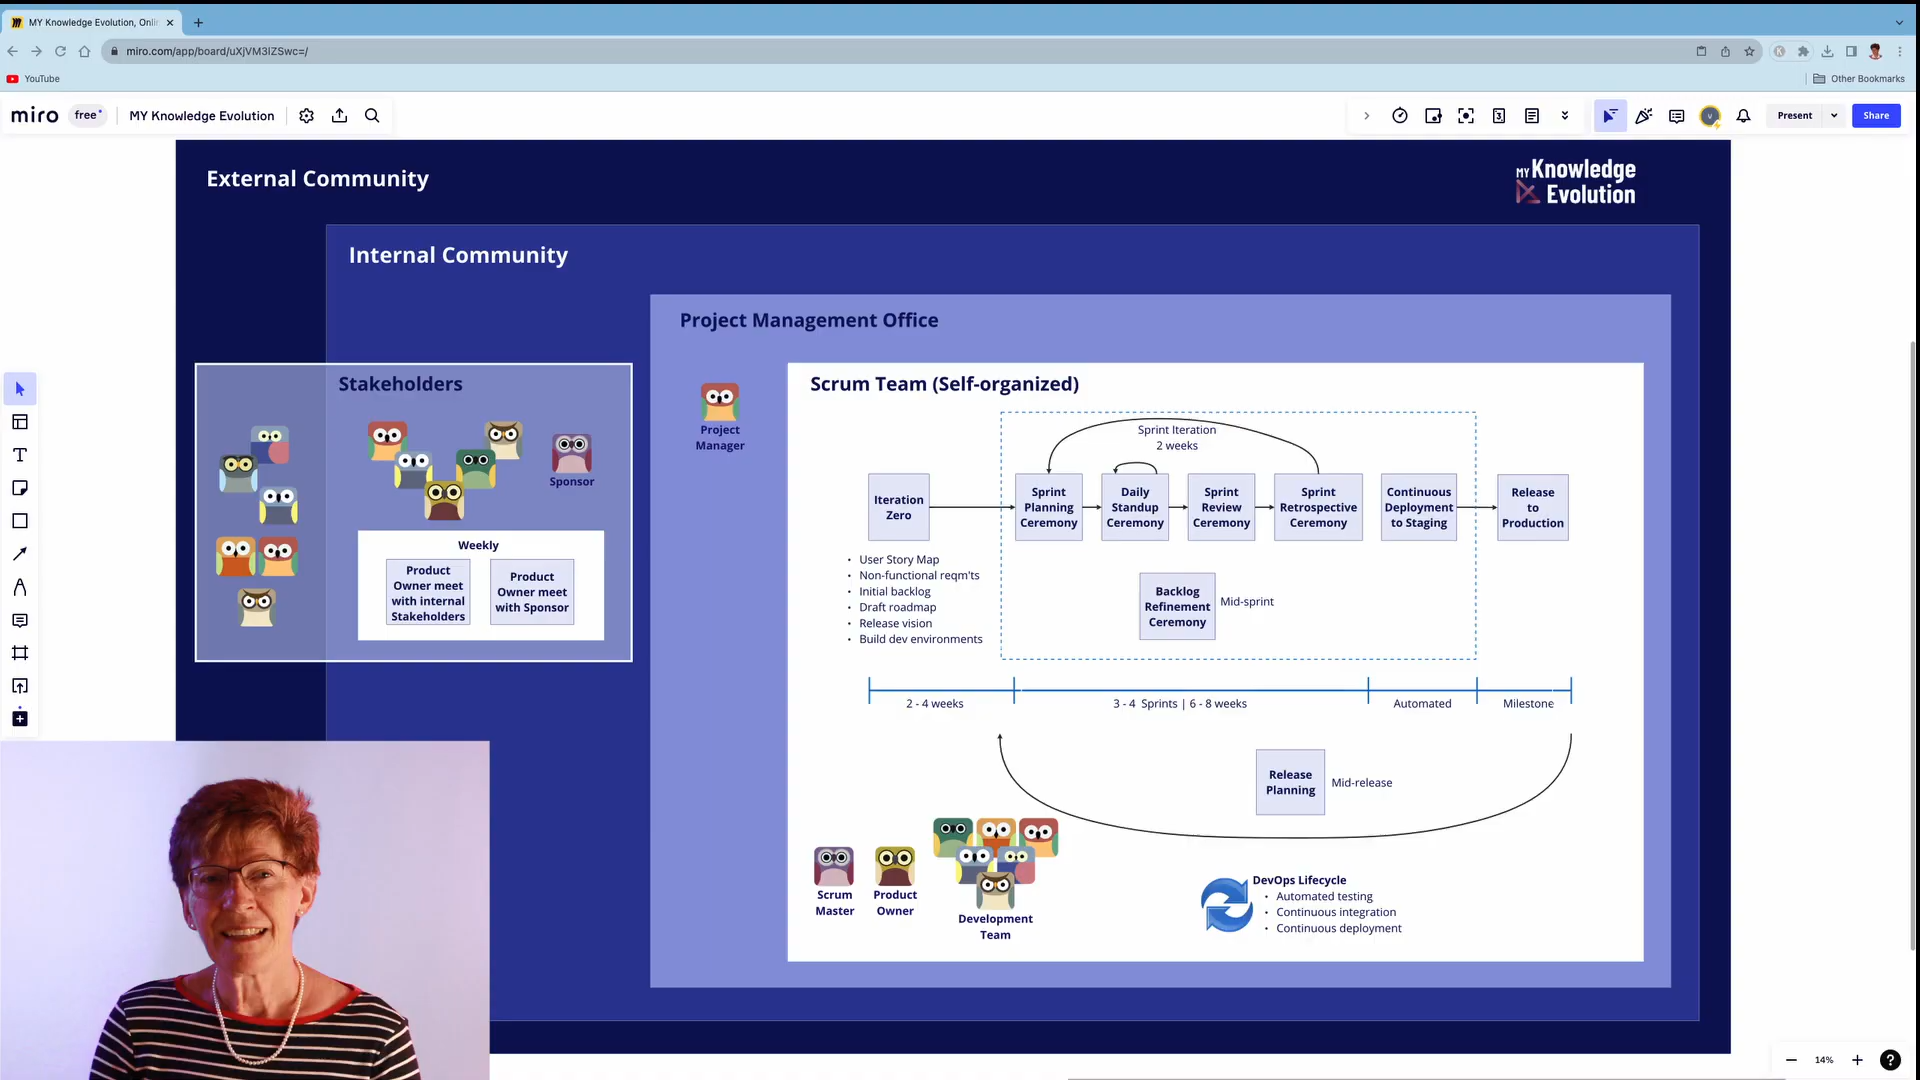 MY Knowledge Evolution, Onli
miro.com/app/board/uXjVM3IZSwc=/
YouTube
Other Bookmarks
miro free MY Knowledge Evolution
Present
Share
External Community
MY Knowledge
Evolution
Internal Community
Project Management Office
Stakeholders
Sponsor
Weekly
Product
Owner meet
with internal
Stakeholders
Product
Owner meet
with Sponsor
Project
Manager
Scrum Team (Self-organized)
Sprint Iteration
2 weeks
Iteration
Zero
Sprint
Planning
Ceremony
Daily
Standup
Ceremony
Sprint
Review
Ceremony
Sprint
Retrospective
Ceremony
Continuous
Deployment
to Staging
Release
to
Production
• User Story Map
• Non-functional reqm'ts
• Initial backlog
• Draft roadmap
• Release vision
• Build dev environments
Backlog
Refinement
Ceremony
Mid-sprint
2 - 4 weeks
3 - 4 Sprints | 6 - 8 weeks
Automated
Milestone
Release
Planning
Mid-release
Scrum
Master
Product
Owner
Development
Team
DevOps Lifecycle
• Automated testing
• Continuous integration
• Continuous deployment
14%